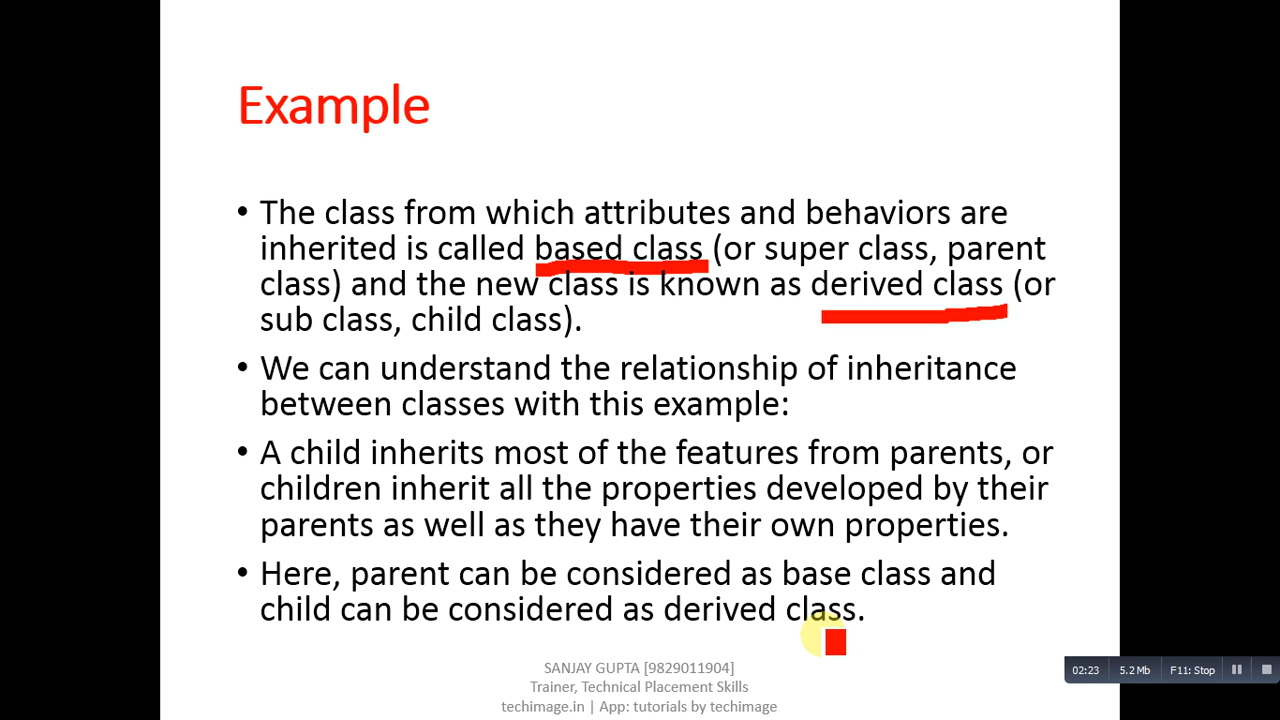 Example
• The class from which attributes and behaviors are
inherited is called based class (or super class, parent
class) and the new class is known as derived class (or
sub class, child class).
• We can understand the relationship of inheritance
between classes with this example:
• A child inherits most of the features from parents, or
children inherit all the properties developed by their
parents as well as they have their own properties.
• Here, parent can be considered as base class and
child can be considered as derived class.
SANJAY GUPTA [9829011904]
Trainer, Technical Placement Skills
techimage.in | App: tutorials by techimage
02:23 5.2 Mb F11: Stop